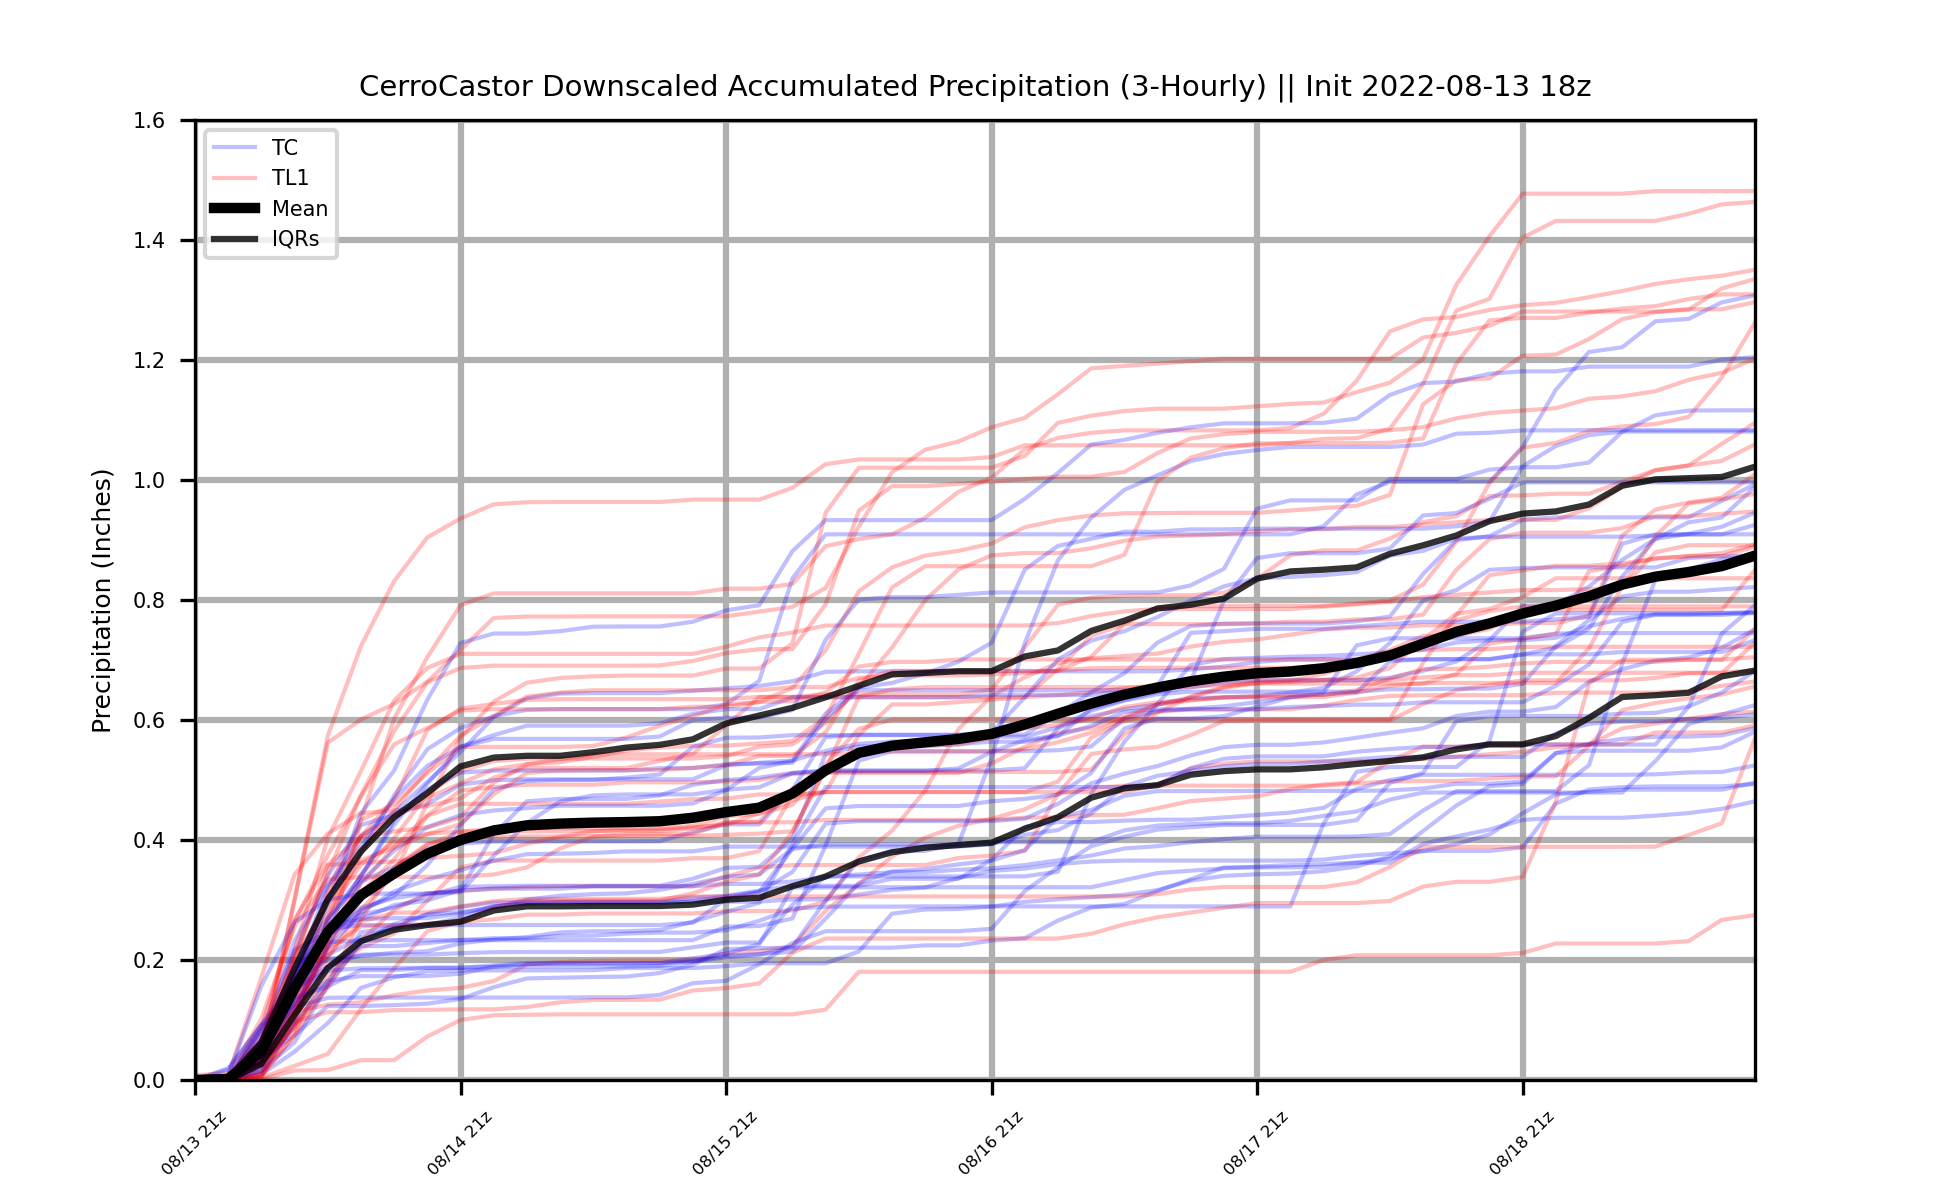 CerroCastor Downscaled Accumulated Precipitation (3-Hourly) || Init 2022-08-13 18z
1.6
1.4
1.2
1.0
0.8
0.6
0.4
0.2
0.0
Precipitation (Inches)
TC
TL1
Mean
IQRs
08/13 21z
08/14 21z
08/15 21z
08/16 21z
08/17 21z
08/18 21z